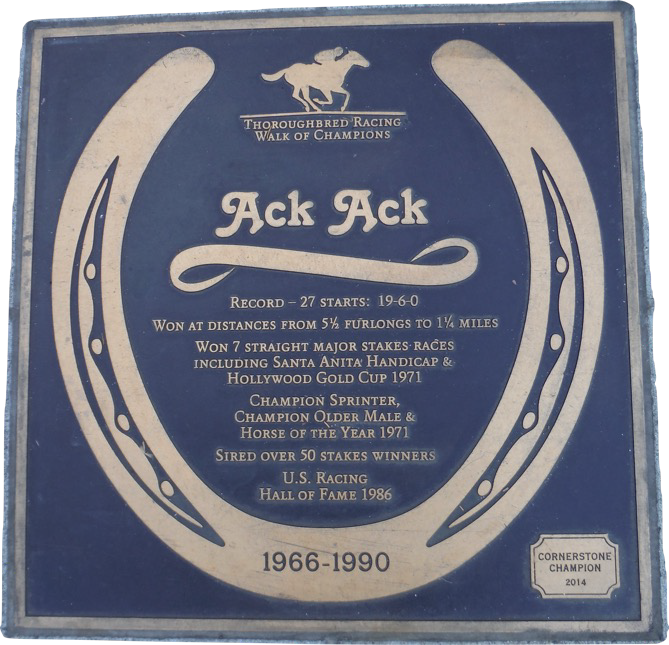 Thoroughbred Racing
Walk of Champions
Ack Ack
Record – 27 starts: 19-6-0
Won at distances from 5½ furlongs to 1¼ miles
Won 7 straight major stakes races
including Santa Anita Handicap &
Hollywood Gold Cup 1971
Champion Sprinter,
Champion Older Male &
Horse of the Year 1971
Sired over 50 stakes winners
U.S. Racing
Hall of Fame 1986
1966-1990
CORNERSTONE
CHAMPION
2014